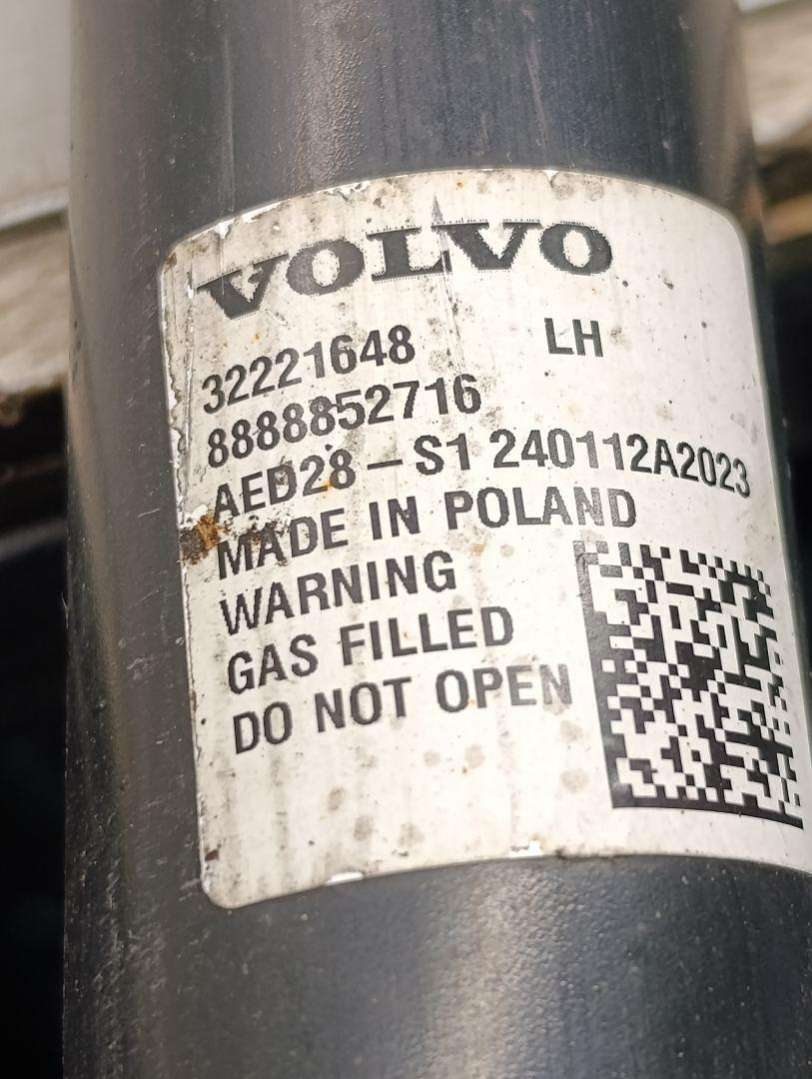 VOLVO
32221648 LH
8888852716
AED28-S1 240112A2023
MADE IN POLAND
WARNING
GAS FILLED
DO NOT OPEN